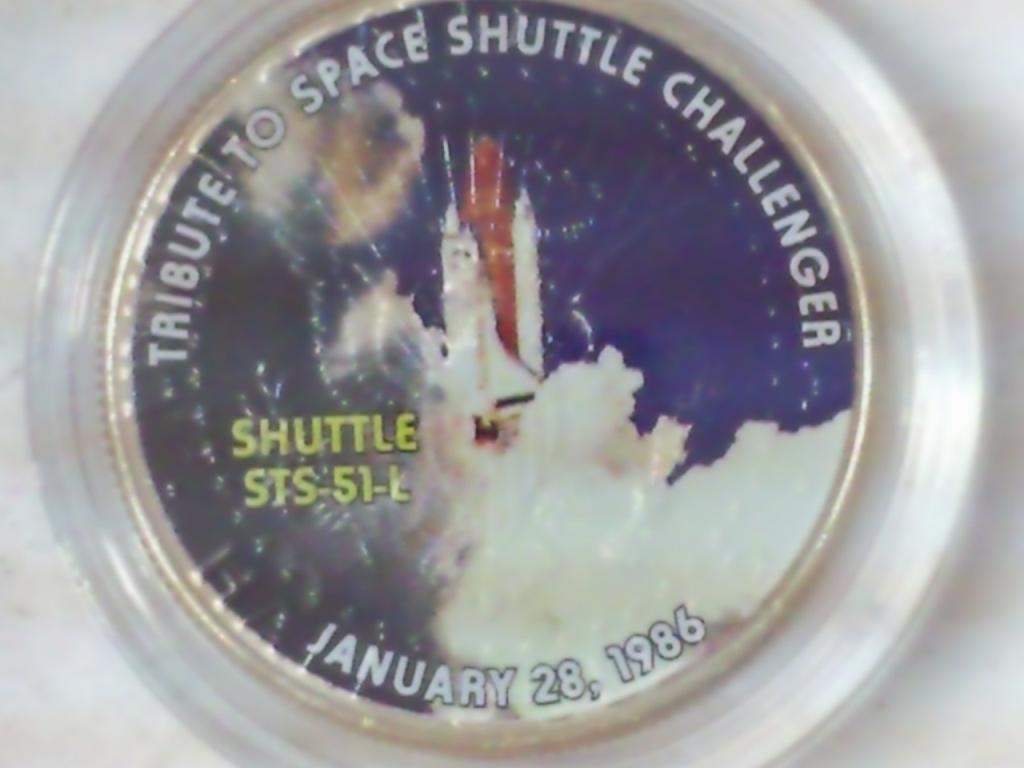 TRIBUTE TO SPACE SHUTTLE CHALLENGER
SHUTTLE
STS-51-L
JANUARY 28, 1986